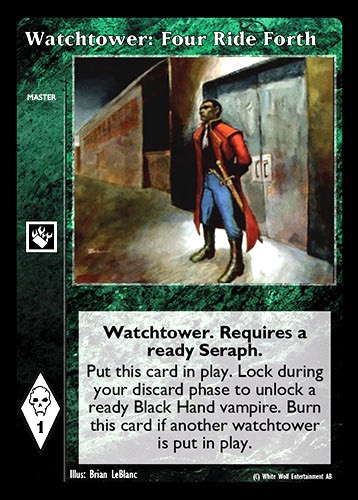 Watchtower: Four Ride Forth
MASTER
Watchtower. Requires a
ready Seraph.
Put this card in play. Lock during
your discard phase to unlock a
ready Black Hand vampire. Burn
this card if another watchtower
is put in play.
1
Illus: Brian LeBlanc
(C) White Wolf Entertainment AB